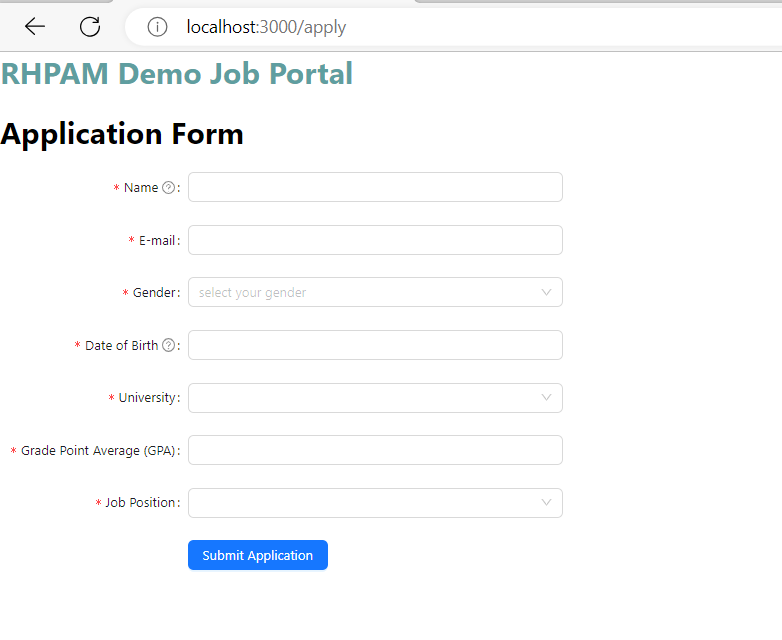 localhost:3000/apply
RHPAM Demo Job Portal
Application Form
* Name ? :
* E-mail :
* Gender : select your gender
* Date of Birth ? :
* University :
* Grade Point Average (GPA) :
* Job Position :
Submit Application